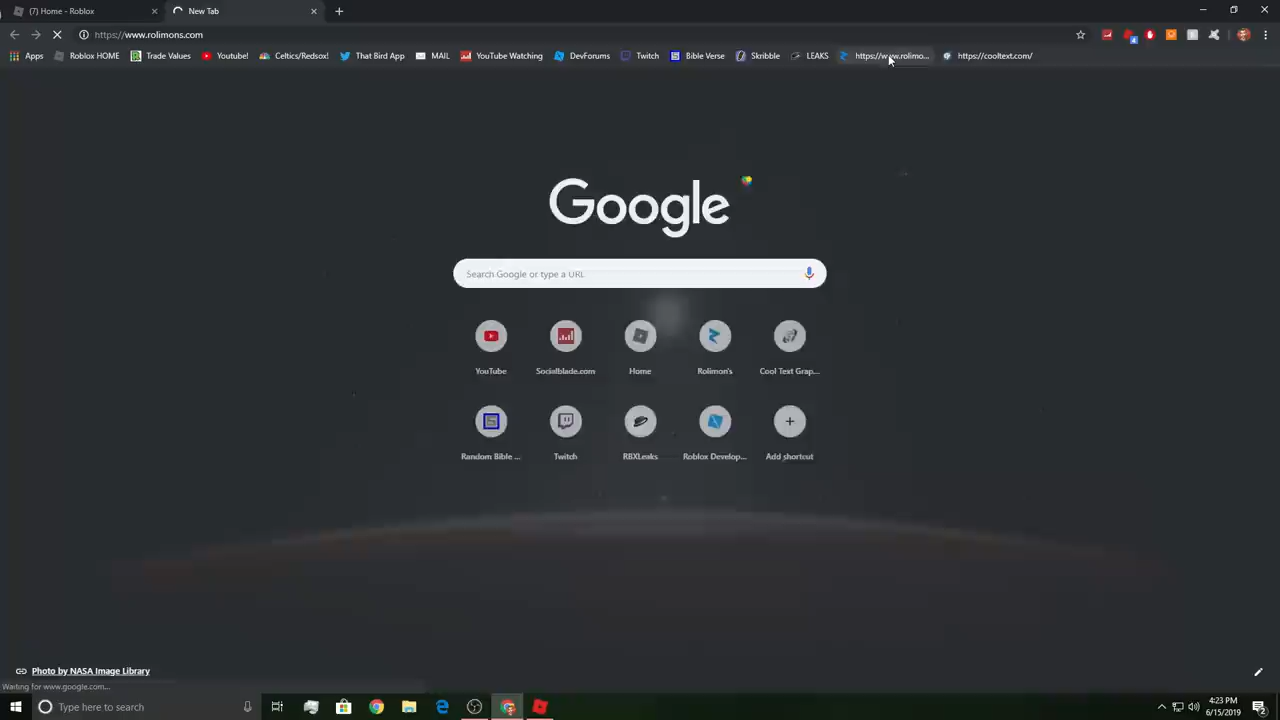 (7) Home - Roblox
New Tab
https://www.rolimons.com
Apps Roblox HOME Trade Values Youtube! Celtics/Redsox! That Bird App MAIL YouTube Watching DevForums Twitch Bible Verse Skribble LEAKS https://www.rolimo... https://cooltext.com/
Google
Search Google or type a URL
YouTube Socialblade.com Home Rolimon's Cool Text Grap...
Random Bible ... Twitch RBXLeaks Roblox Develop... Add shortcut
Photo by NASA Image Library
Waiting for www.google.com...
Type here to search
4:23 PM
6/15/2019